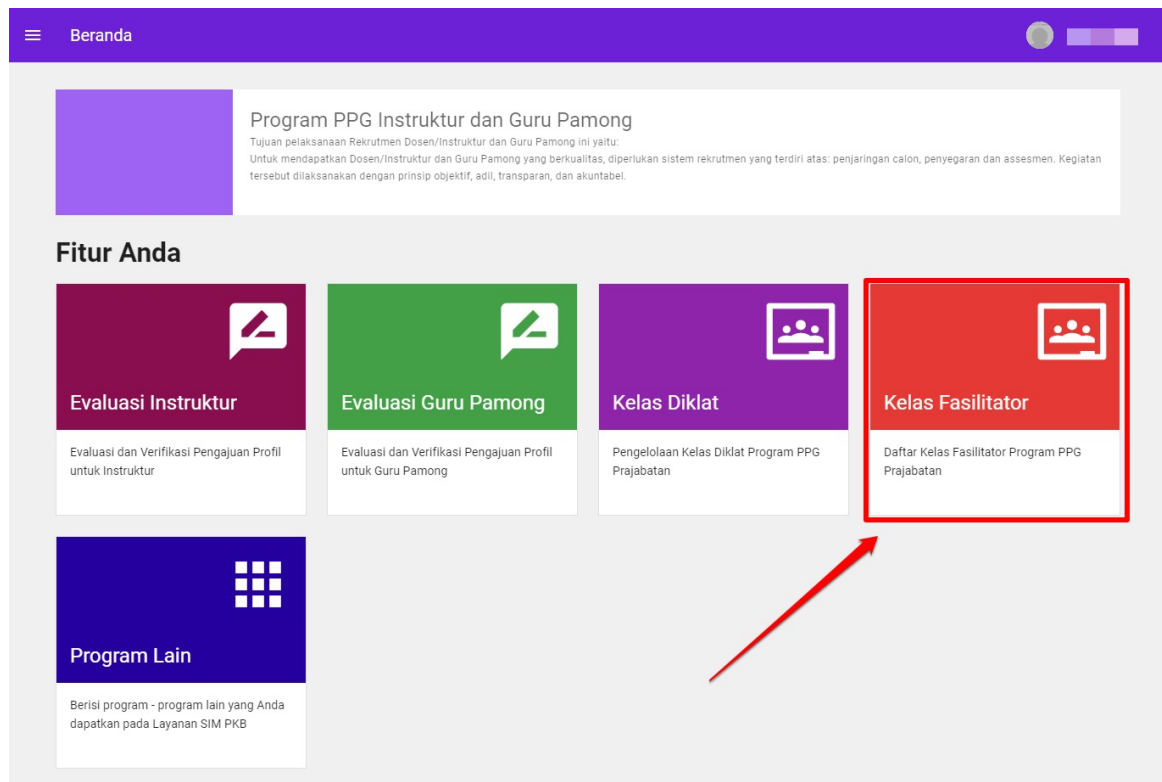 Beranda
Program PPG Instruktur dan Guru Pamong
Tujuan pelaksanaan Rekrutmen Dosen/Instruktur dan Guru Pamong ini yaitu:
Untuk mendapatkan Dosen/Instruktur dan Guru Pamong yang berkualitas, diperlukan sistem rekrutmen yang terdiri atas: penjaringan calon, penyegaran dan assesmen. Kegiatan
tersebut dilaksanakan dengan prinsip objektif, adil, transparan, dan akuntabel.
Fitur Anda
Evaluasi Instruktur
Evaluasi dan Verifikasi Pengajuan Profil
untuk Instruktur
Evaluasi Guru Pamong
Evaluasi dan Verifikasi Pengajuan Profil
untuk Guru Pamong
Kelas Diklat
Pengelolaan Kelas Diklat Program PPG
Prajabatan
Kelas Fasilitator
Daftar Kelas Fasilitator Program PPG
Prajabatan
Program Lain
Berisi program - program lain yang Anda
dapatkan pada Layanan SIM PKB